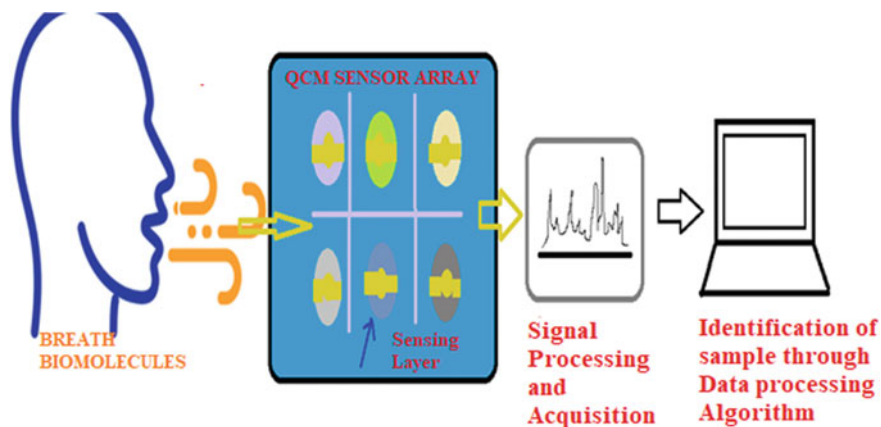 QCM SENSOR ARRAY
BREATH
BIOMOLECULES
Sensing
Layer
Signal
Processing
and
Acquisition
Identification of
sample through
Data processing
Algorithm